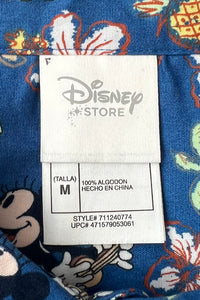 F
Disney
STORE
(TALLA)
M
100% ALGODON
HECHO EN CHINA
STYLE# 711240774
UPC# 471579053061